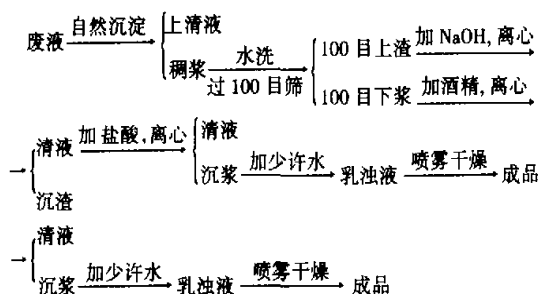 废液 自然沉淀 上清液
稠浆 水洗 过100目筛 100目上渣 加NaOH,离心
100目下浆 加酒精,离心
清液 加盐酸,离心 清液
沉浆 加少许水 乳浊液 喷雾干燥 成品
沉渣
清液
沉浆 加少许水 乳浊液 喷雾干燥 成品